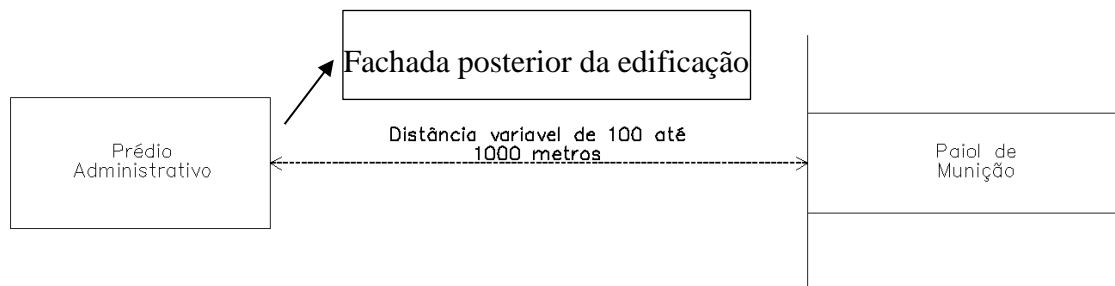 Fachada posterior da edificação
Distância variavel de 100 até
1000 metros
Prédio
Administrativo
Paiol de
Munição